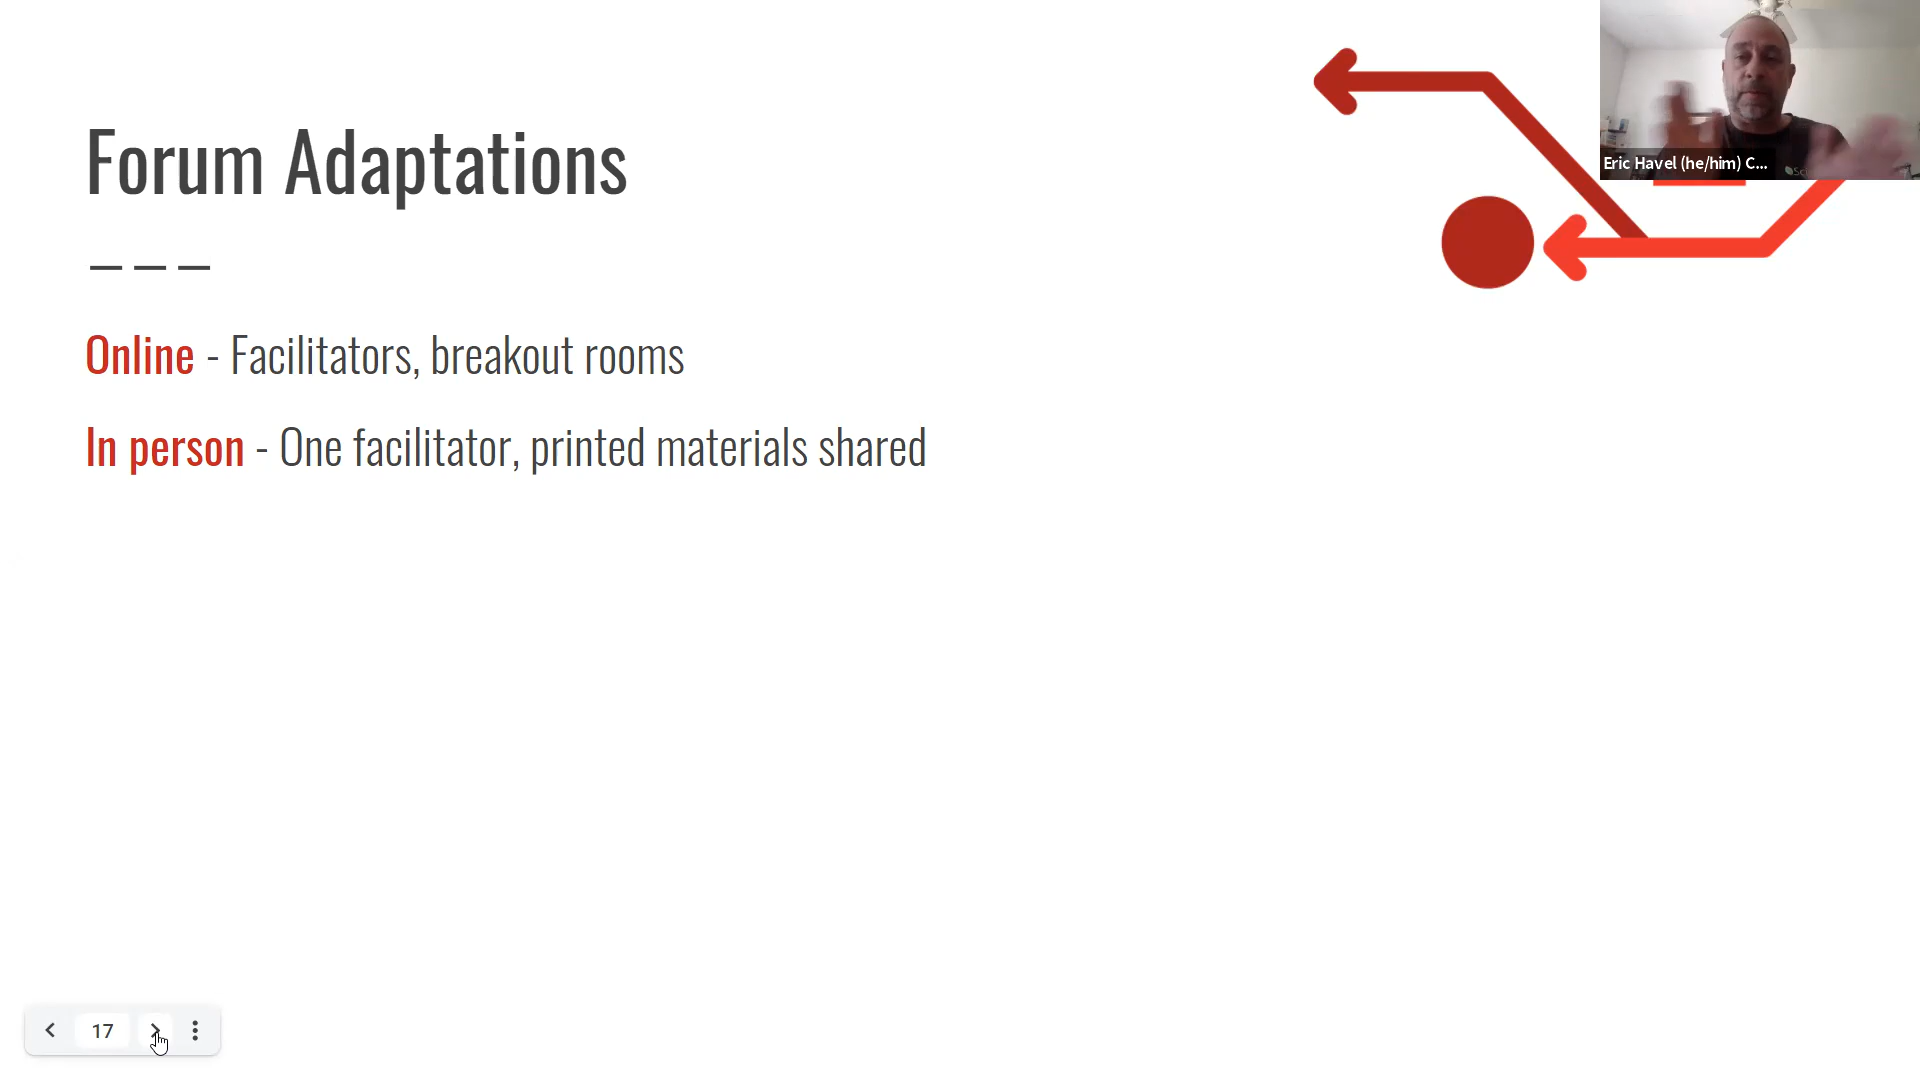 Forum Adaptations
Eric Havel (he/him) C...
Online - Facilitators, breakout rooms
In person - One facilitator, printed materials shared
17